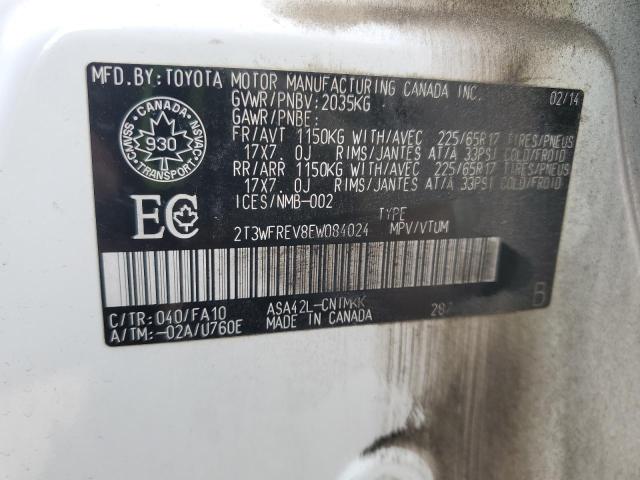 MFD.BY:TOYOTA MOTOR MANUFACTURING CANADA INC. 02/14
GVWR/PNBV:2035KG
GAWR/PNBE:
FR/AVT 1150KG WITH/AVEC 225/65R17 TIRES/PNEUS
17X7.0J RIMS/JANTES AT/A 33PSI COLD/FROID
RR/ARR 1150KG WITH/AVEC 225/65R17 TIRES/PNEUS
17X7.0J RIMS/JANTES AT/A 33PSI COLD/FROID
ICES/NMB-002
CANADA
CMVSS NSVAC
930
TRANSPORT
EC
TYPE
2T3WFREV8EW084024 MPV/VTUM
B
C/TR:040/FA10 ASA42L-CNTMKK
A/TM:-02A/U760E MADE IN CANADA